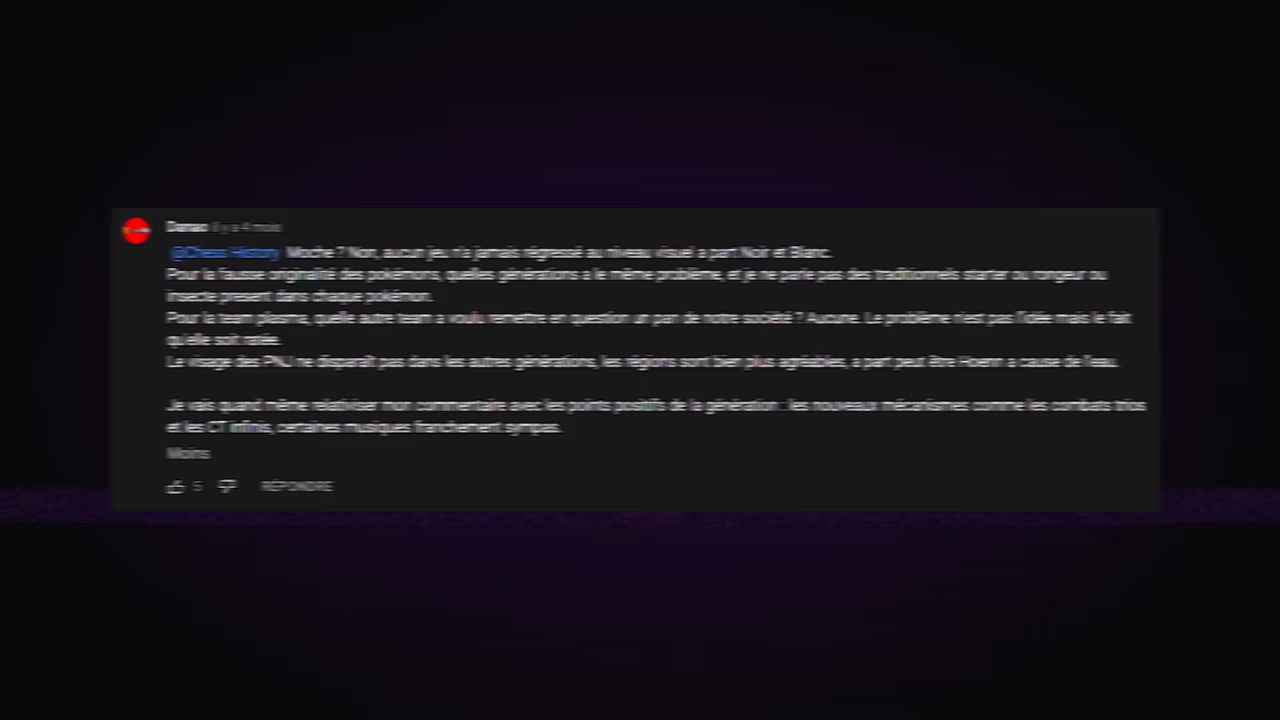 Danao il y a 4 mois
@Chess History Moche ? Non, aucun jeu n'a jamais régressé au niveau visuel a part Noir et Blanc.
Pour la fausse originalité des pokémons, quelles générations a le même problème, et je ne parle pas des traditionnels starter ou rongeur ou
insecte présent dans chaque pokémon.
Pour la team plasma, quelle autre team a voulu remettre en question un pan de notre société ? Aucune. Le problème n'est pas l'idée mais le fait
qu'elle soit ratée.
Le visage des PNJ ne disparaît pas dans les autres générations, les régions sont bien plus agréables, a part peut être Hoenn a cause de l'eau.
Je vais quand même relativiser mon commentaire avec les points positifs de la génération : les nouveaux mécanismes comme les combats trios
et les CT infinis, certaines musiques franchement sympas.
Moins
5 RÉPONDRE